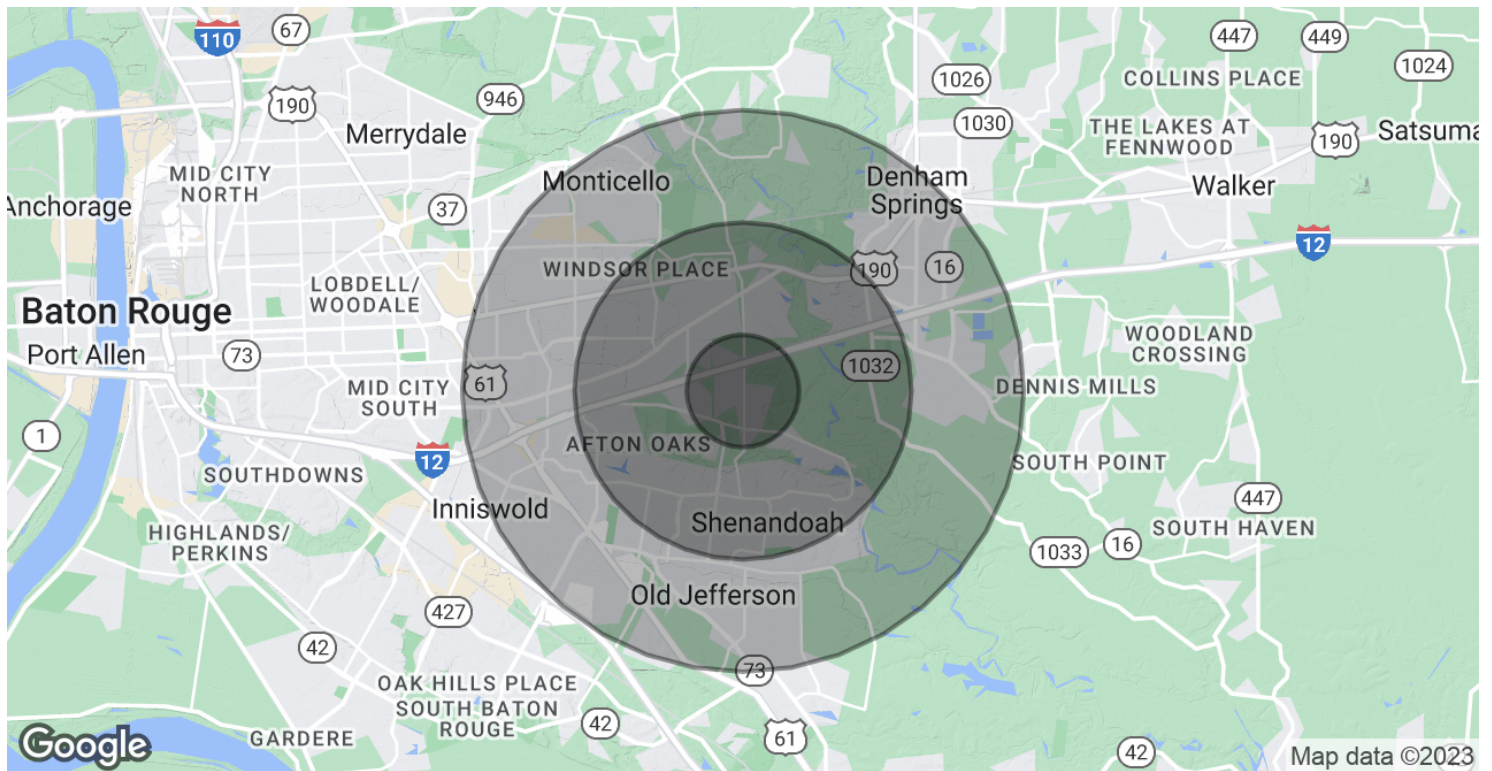 110
67
447
449
1024
1026
COLLINS PLACE
190
946
1030
Merrydale
THE LAKES AT
FENNWOOD
190
Satsuma
MID CITY
NORTH
Monticello
Denham
Springs
Walker
Anchorage
37
12
WINDSOR PLACE
190
16
LOBDELL/
WOODALE
Baton Rouge
WOODLAND
CROSSING
Port Allen
73
1032
61
DENNIS MILLS
MID CITY
SOUTH
1
AFTON OAKS
12
SOUTH POINT
SOUTHDOWNS
447
Inniswold
Shenandoah
SOUTH HAVEN
HIGHLANDS/
PERKINS
1033
16
Old Jefferson
427
42
73
OAK HILLS PLACE
SOUTH BATON
ROUGE
42
61
GARDERE
42
Google
Map data ©2023